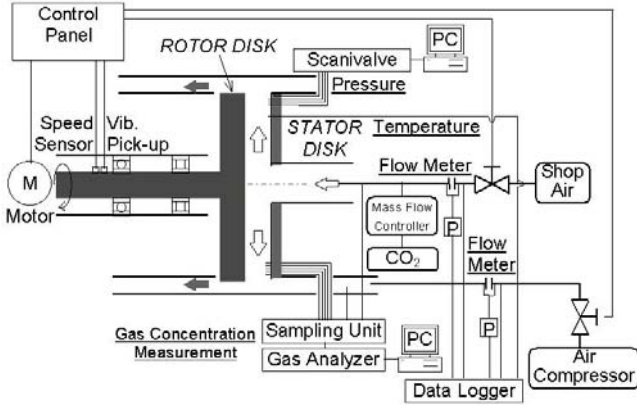 Control
Panel
ROTOR DISK
Scanivalve
PC
Pressure
Speed
Sensor
Vib.
Pick-up
STATOR
DISK
Temperature
Flow Meter
Shop
Air
M
Motor
Mass Flow
Controller
P
CO2
Flow
Meter
Gas Concentration
Measurement
Sampling Unit
Gas Analyzer
PC
P
Data Logger
Air
Compressor